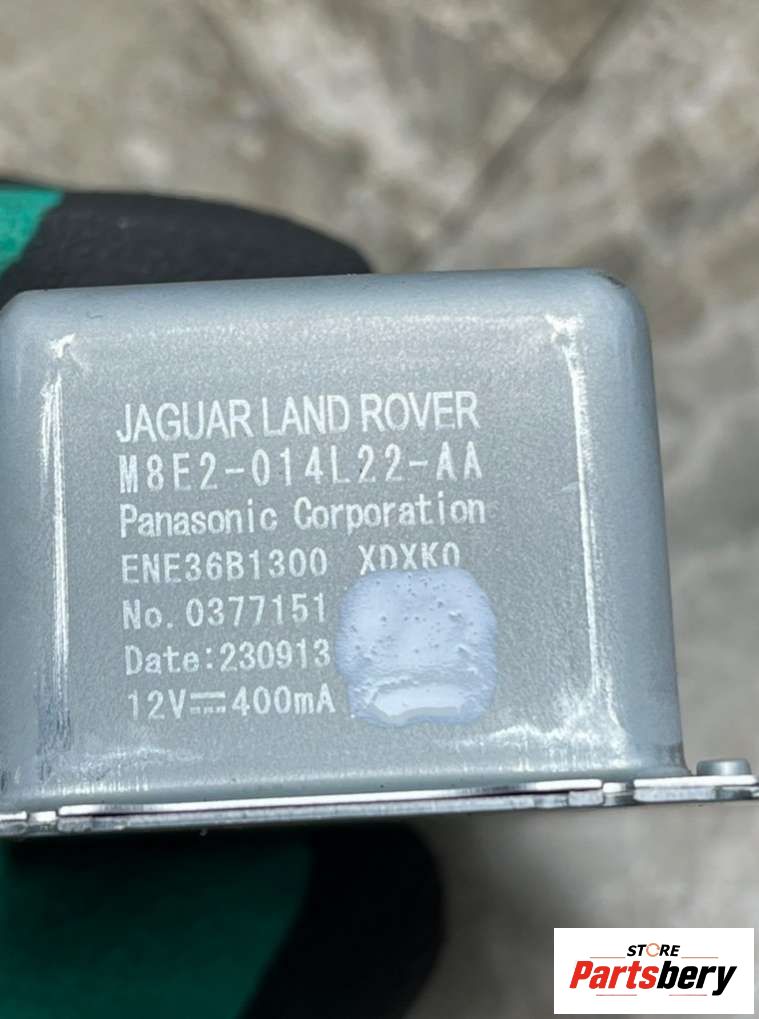 JAGUAR LAND ROVER
M8E2-014L22-AA
Panasonic Corporation
ENE36B1300 XDXK0
No. 0377151
Date:230913
12V⎓400mA
STORE
Partsbery